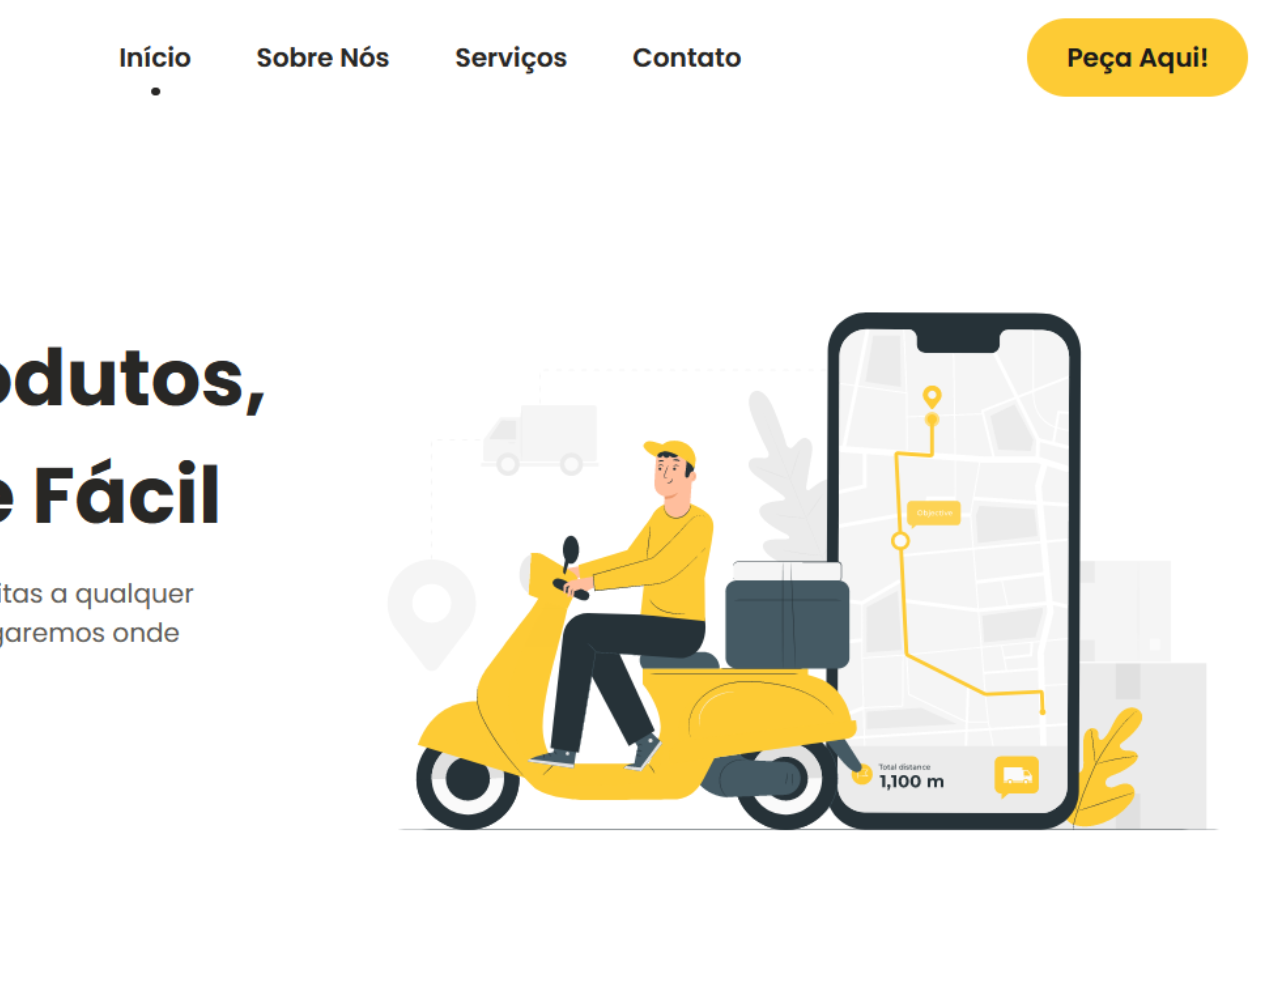 Início Sobre Nós Serviços Contato Peça Aqui!
odutos,
e Fácil
itas a qualquer
garemos onde
Objective
Total distance
1,100 m